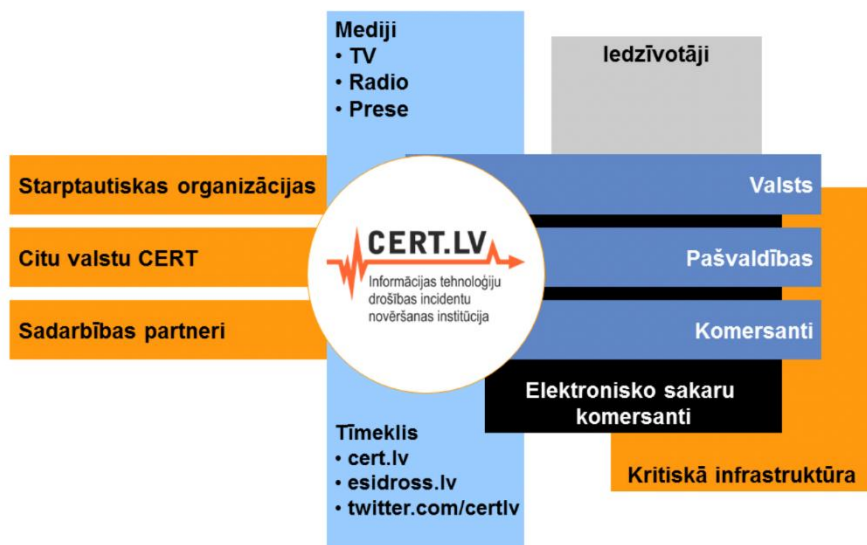 Mediji
• TV
• Radio
• Prese
Iedzīvotāji
Starptautiskas organizācijas
Citu valstu CERT
Sadarbības partneri
CERT.LV
Informācijas tehnoloģiju
drošības incidentu
novēršanas institūcija
Valsts
Pašvaldības
Komersanti
Elektronisko sakaru
komersanti
Kritiskā infrastruktūra
Tīmeklis
• cert.lv
• esidross.lv
• twitter.com/certlv